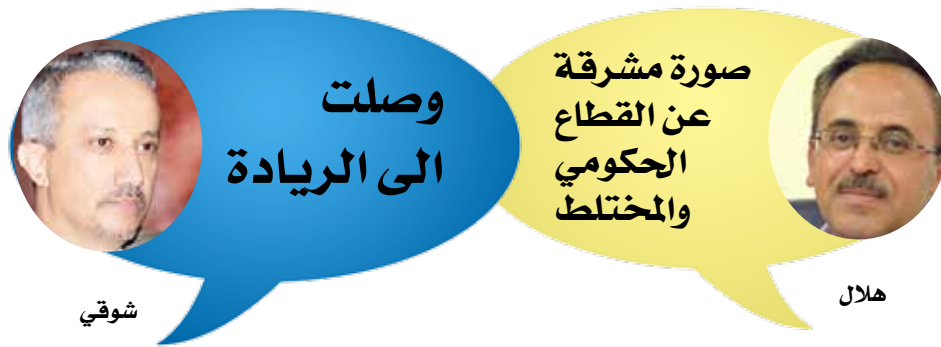 صورة مشرقة
عن القطاع
الحكومي
والمختلط
هلال
وصلت
الى الريادة
شوقي